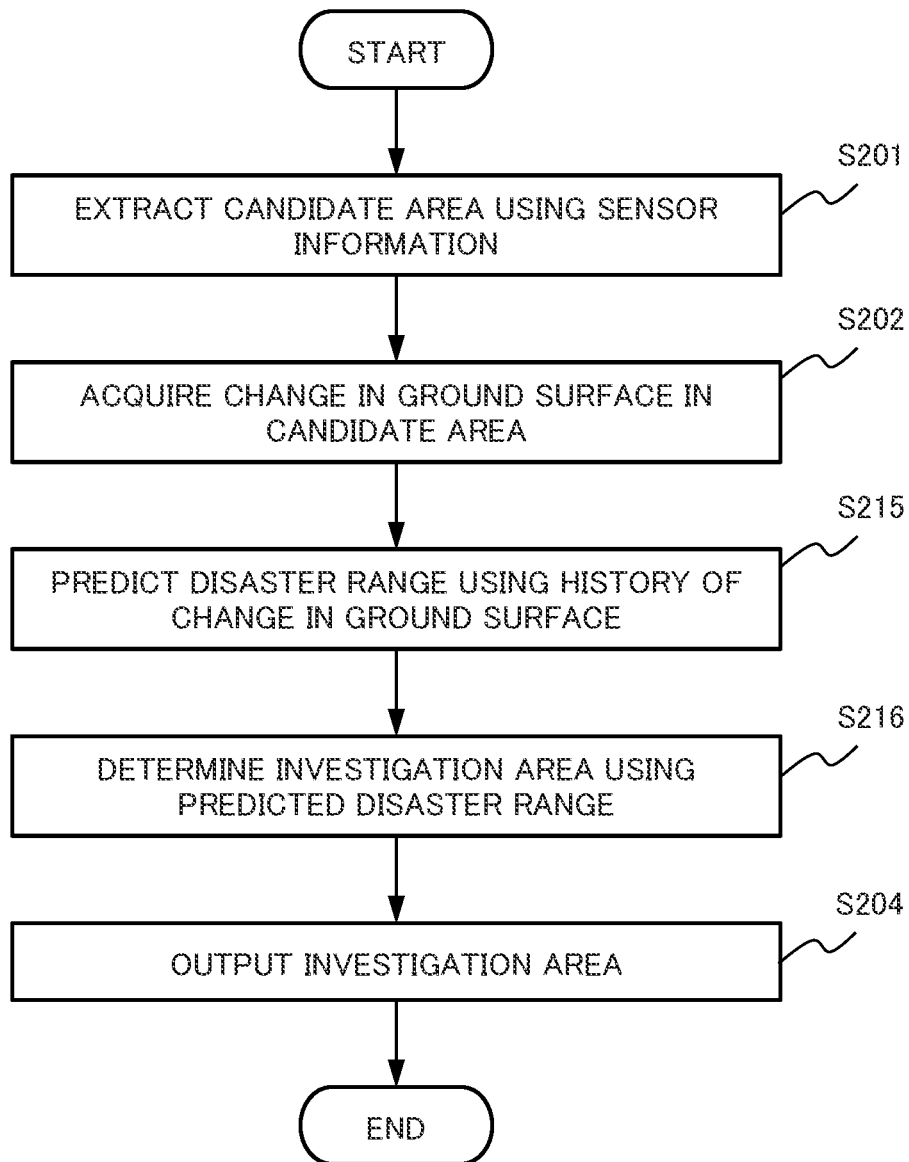 START
S201
EXTRACT CANDIDATE AREA USING SENSOR
INFORMATION
S202
ACQUIRE CHANGE IN GROUND SURFACE IN
CANDIDATE AREA
S215
PREDICT DISASTER RANGE USING HISTORY OF
CHANGE IN GROUND SURFACE
S216
DETERMINE INVESTIGATION AREA USING
PREDICTED DISASTER RANGE
S204
OUTPUT INVESTIGATION AREA
END